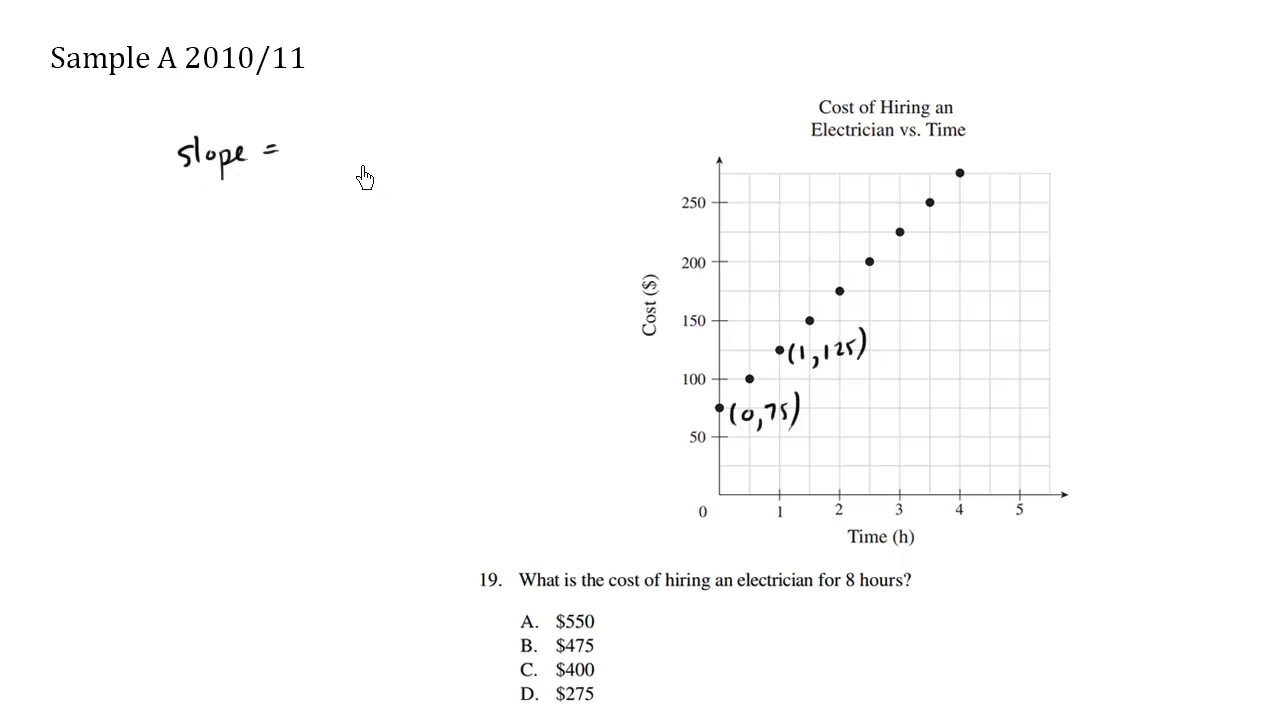 Sample A 2010/11
slope =
Cost of Hiring an
Electrician vs. Time
250
200
150
100
50
0
1
2
3
4
5
Cost ($)
(1,125)
(0,75)
Time (h)
19. What is the cost of hiring an electrician for 8 hours?
A. $550
B. $475
C. $400
D. $275